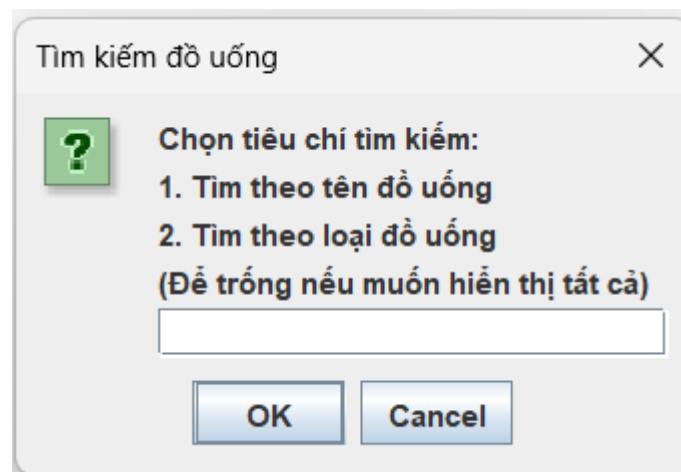 Tìm kiếm đồ uống
Chọn tiêu chí tìm kiếm:
1. Tìm theo tên đồ uống
2. Tìm theo loại đồ uống
(Để trống nếu muốn hiển thị tất cả)
OK Cancel